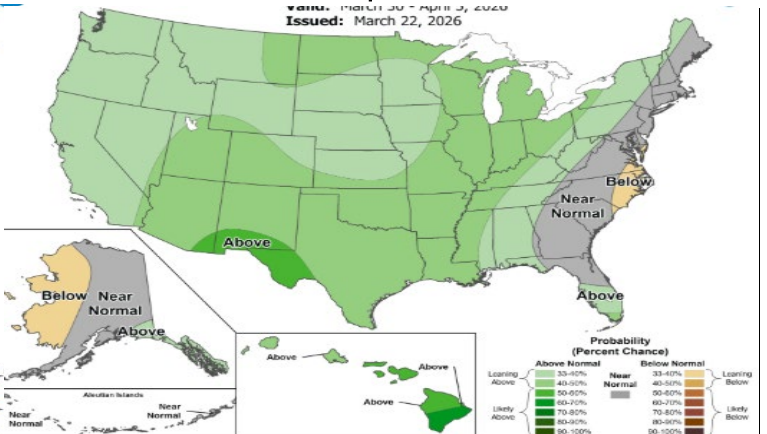 Valid: March 30 - April 5, 2026
Issued: March 22, 2026
Below
Near
Normal
Above
Above
Below
Near
Normal
Above
Above
Above
Above
Aleutian Islands
Near
Normal
Near
Normal
Probability
(Percent Chance)
Above Normal
Below Normal
Leaning
Above
Likely
Above
33-40%
40-50%
50-60%
60-70%
70-80%
80-90%
90-100%
Near
Normal
33-40%
40-50%
50-60%
60-70%
70-80%
80-90%
90-100%
Leaning
Below
Likely
Below